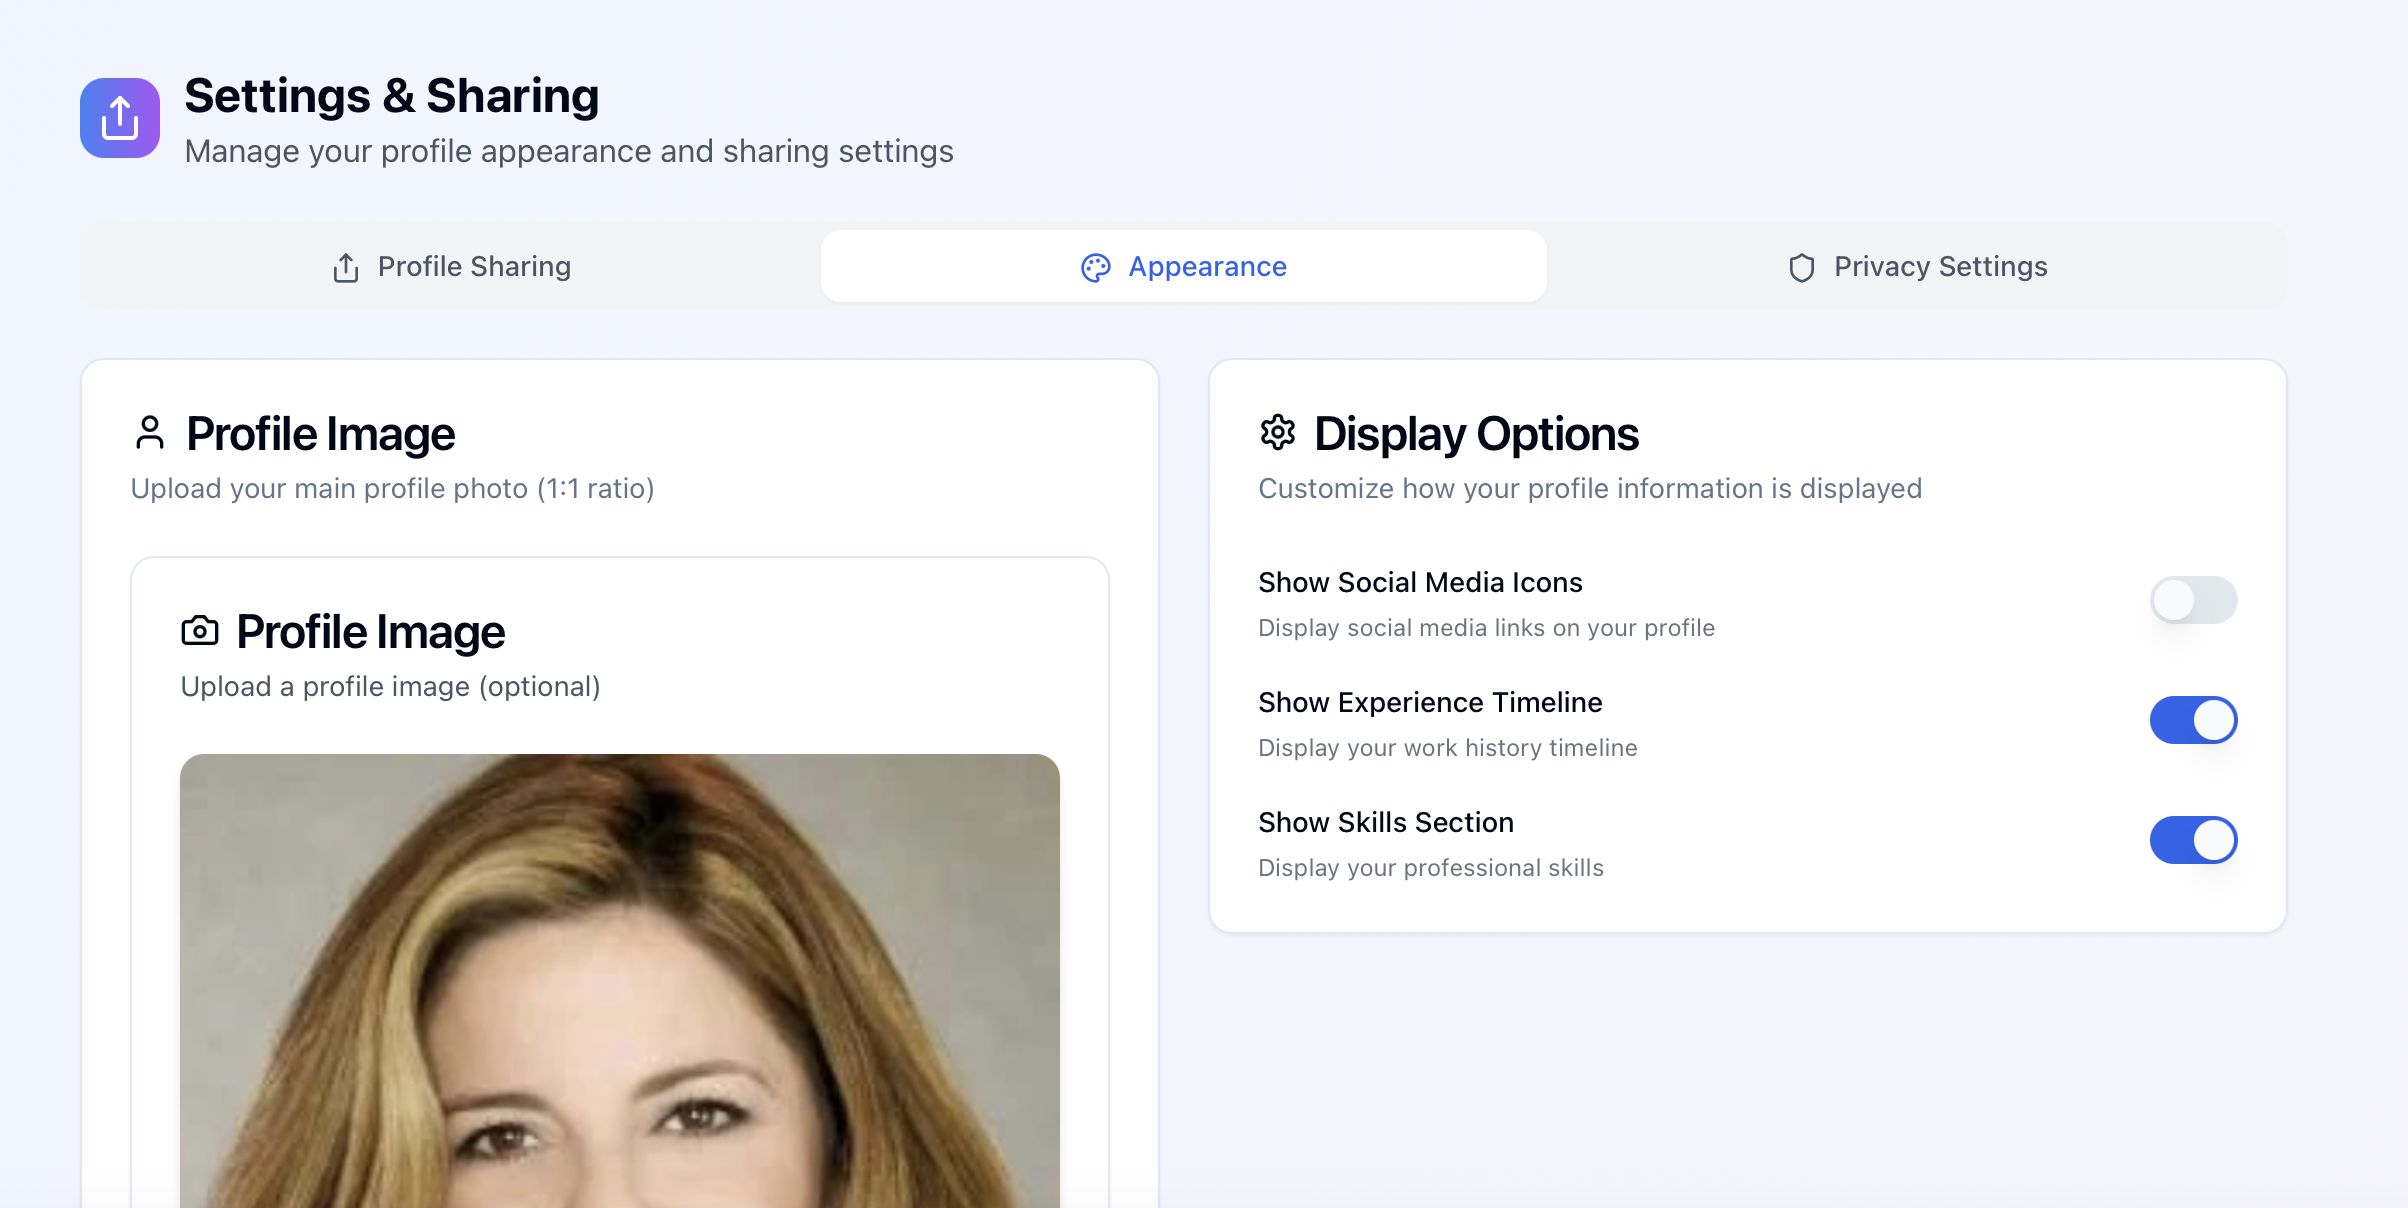 Settings & Sharing
Manage your profile appearance and sharing settings
Profile Sharing
Appearance
Privacy Settings
Profile Image
Upload your main profile photo (1:1 ratio)
Profile Image
Upload a profile image (optional)
Display Options
Customize how your profile information is displayed
Show Social Media Icons
Display social media links on your profile
Show Experience Timeline
Display your work history timeline
Show Skills Section
Display your professional skills